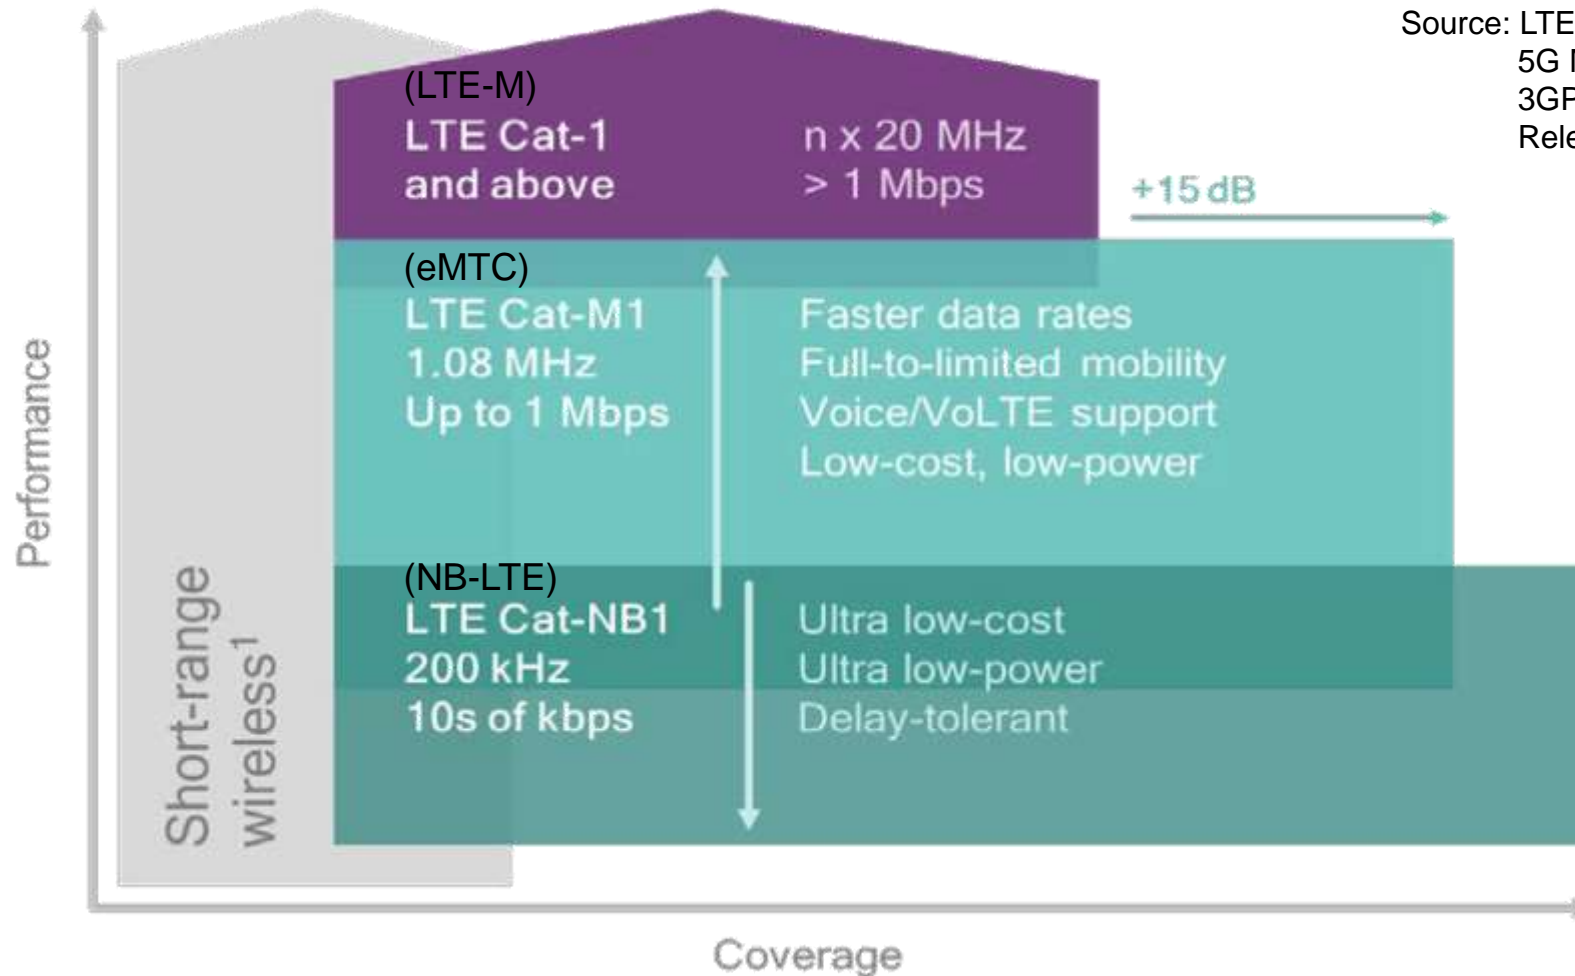 Source: LTE
5G
3GP
Rele
(LTE-M)
LTE Cat-1
and above
n x 20 MHz
> 1 Mbps
+15 dB
(eMTC)
LTE Cat-M1
1.08 MHz
Up to 1 Mbps
Faster data rates
Full-to-limited mobility
Voice/VoLTE support
Low-cost, low-power
(NB-LTE)
LTE Cat-NB1
200 kHz
10s of kbps
Ultra low-cost
Ultra low-power
Delay-tolerant
Performance
Short-range
wireless¹
Coverage